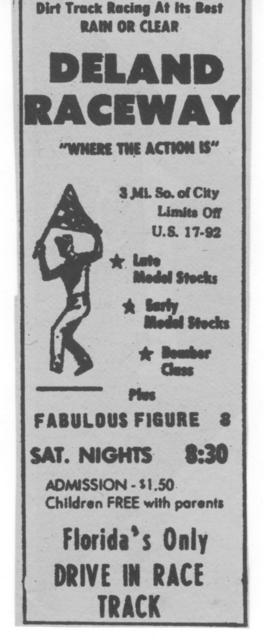 Dirt Track Racing At Its Best
RAIN OR CLEAR
DELAND
RACEWAY
"WHERE THE ACTION IS"
3 Mi. So. of City
Limits Off
U.S. 17-92
★ Late
Model Stocks
★ Early
Model Stocks
★ Bomber
Class
Plus
FABULOUS FIGURE 8
SAT. NIGHTS 8:30
ADMISSION - $1.50
Children FREE with parents
Florida's Only
DRIVE IN RACE
TRACK